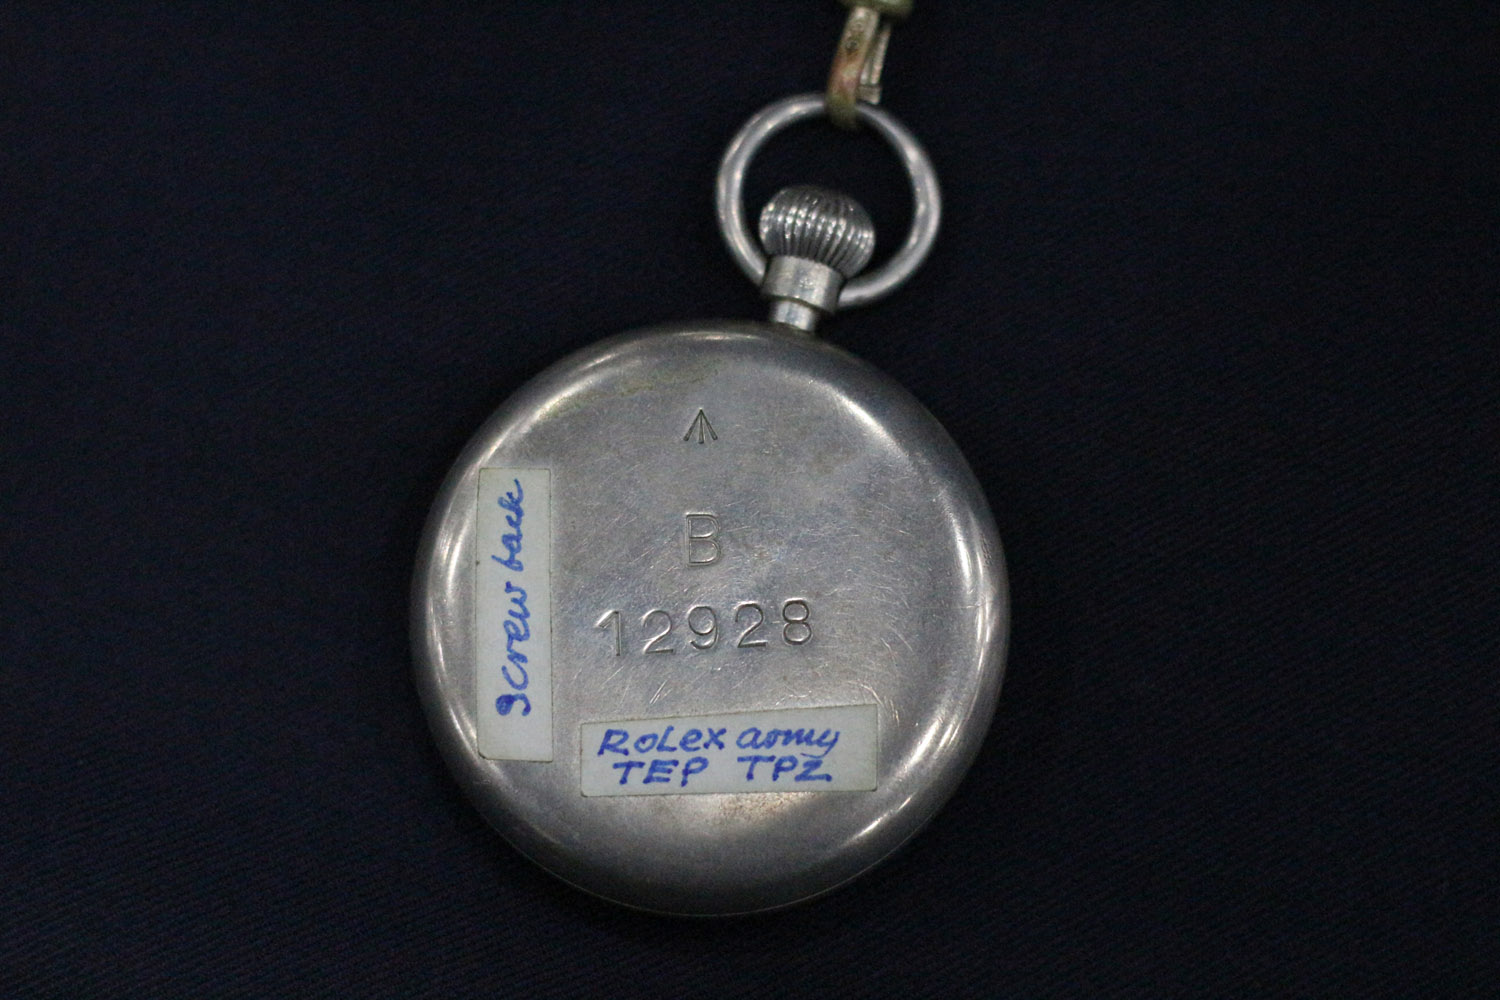 B
12928
screw back
RoLex army
TEP TPZ